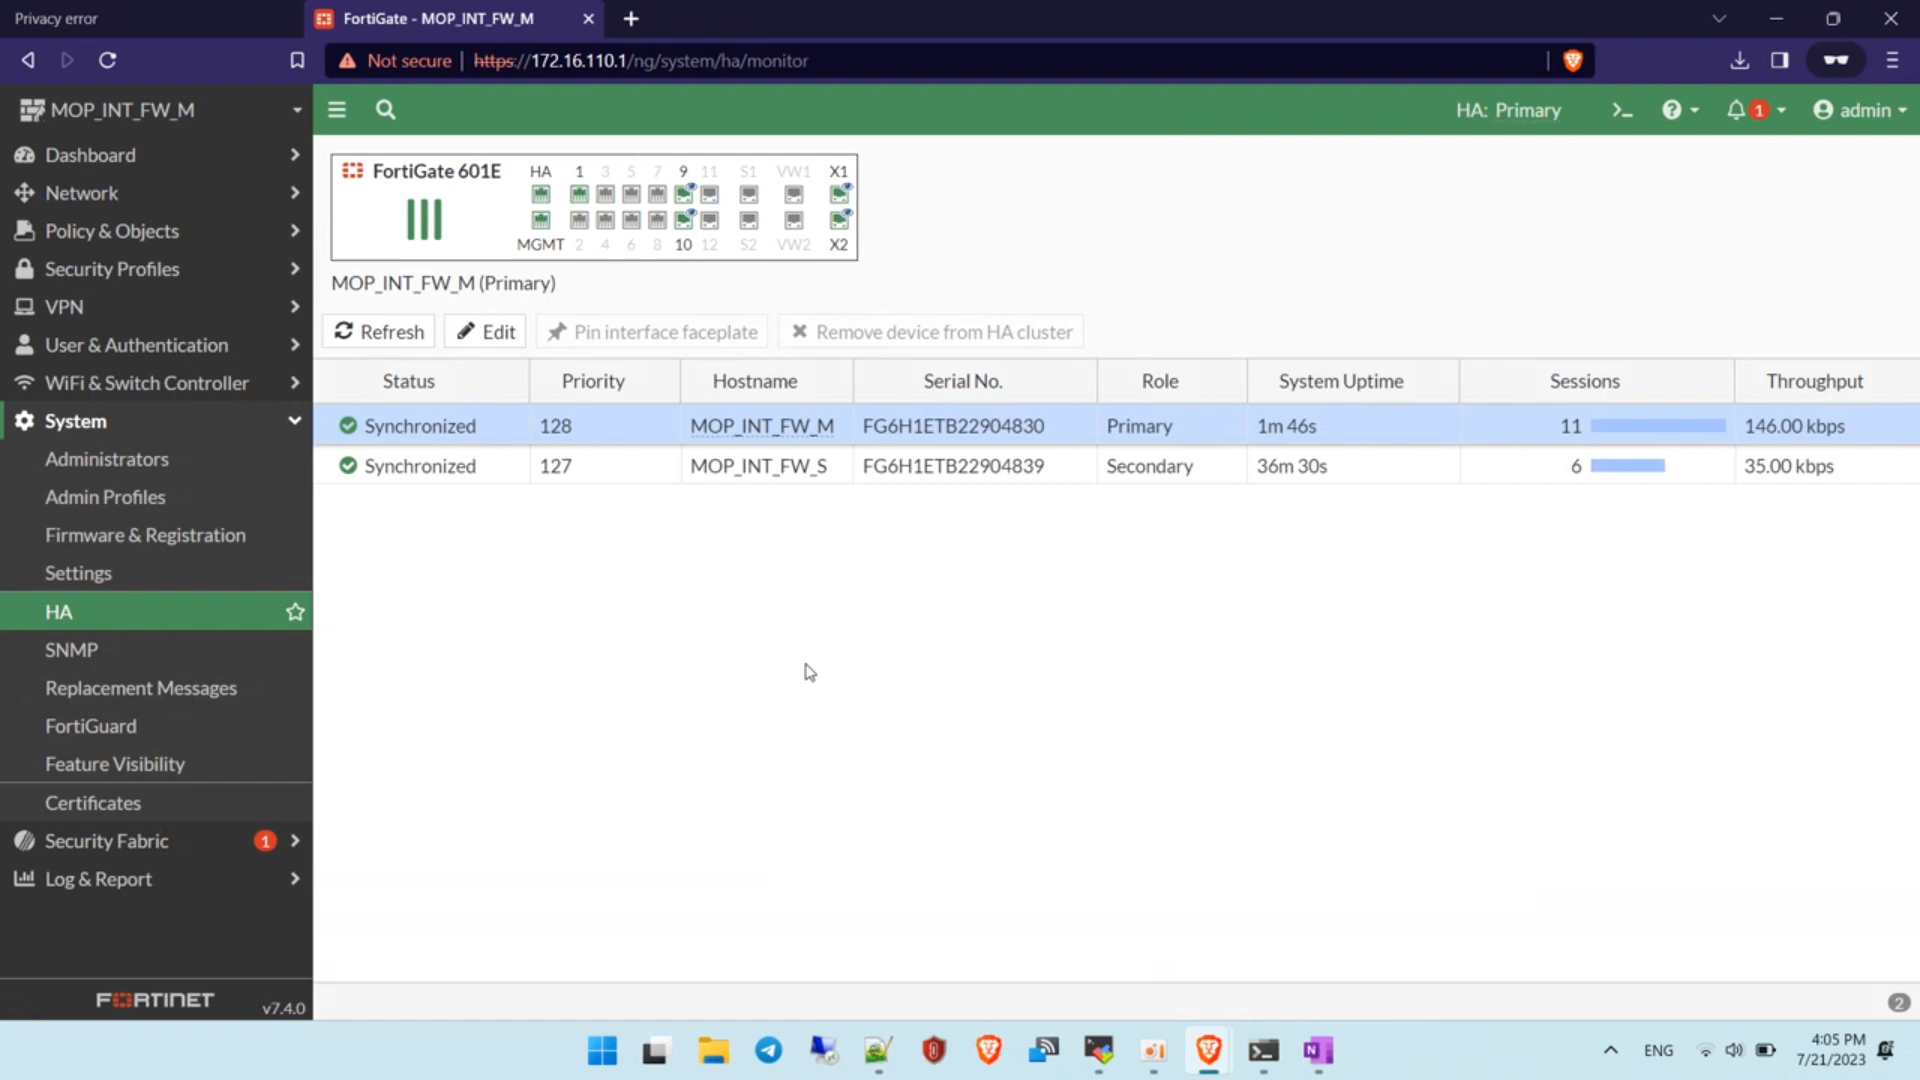 Privacy error
FortiGate - MOP_INT_FW_M
Not secure | https://172.16.110.1/ng/system/ha/monitor
MOP_INT_FW_M
HA: Primary
1
admin
Dashboard
Network
Policy & Objects
Security Profiles
VPN
User & Authentication
WiFi & Switch Controller
System
Administrators
Admin Profiles
Firmware & Registration
Settings
HA
SNMP
Replacement Messages
FortiGuard
Feature Visibility
Certificates
Security Fabric 1
Log & Report
FORTINET v7.4.0
FortiGate 601E
HA 1 3 5 7 9 11 S1 VW1 X1
MGMT 2 4 6 8 10 12 S2 VW2 X2
MOP_INT_FW_M (Primary)
Refresh Edit Pin interface faceplate Remove device from HA cluster
Status Priority Hostname Serial No. Role System Uptime Sessions Throughput
Synchronized 128 MOP_INT_FW_M FG6H1ETB22904830 Primary 1m 46s 11 146.00 kbps
Synchronized 127 MOP_INT_FW_S FG6H1ETB22904839 Secondary 36m 30s 6 35.00 kbps
2
ENG
4:05 PM
7/21/2023